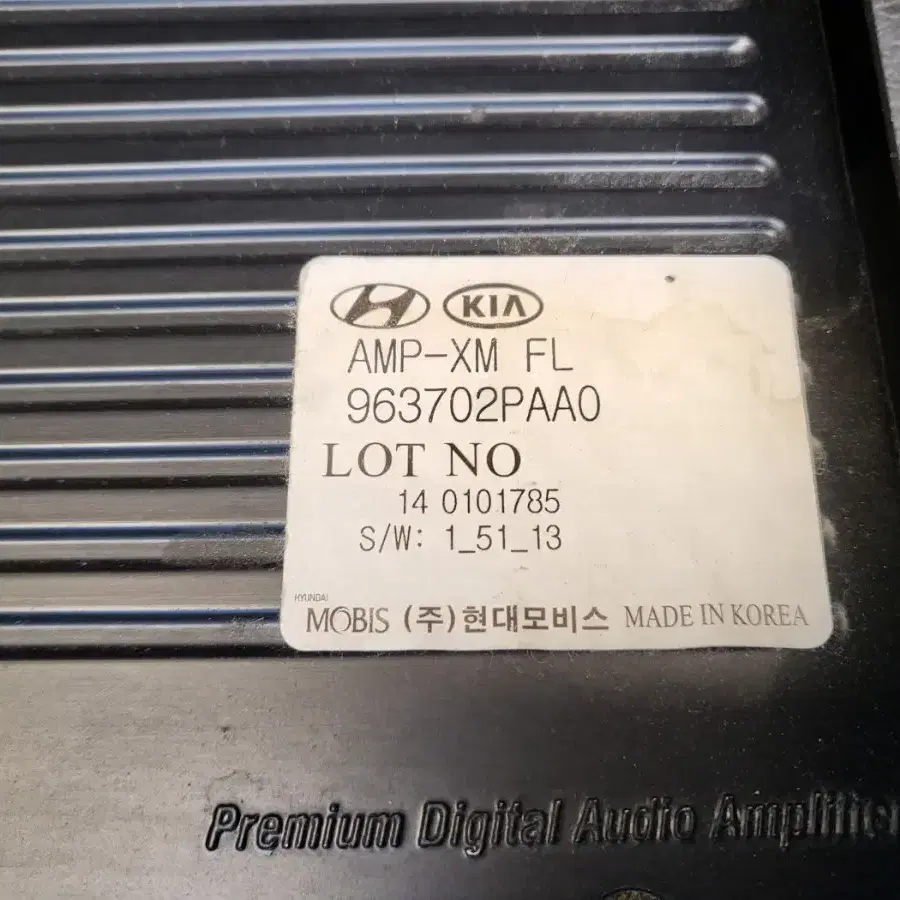 KIA
AMP-XM FL
963702PAA0
LOT NO
14 0101785
S/W: 1_51_13
HYUNDAI
MOBIS (주)현대모비스 MADE IN KOREA
Premium Digital Audio Amplifier